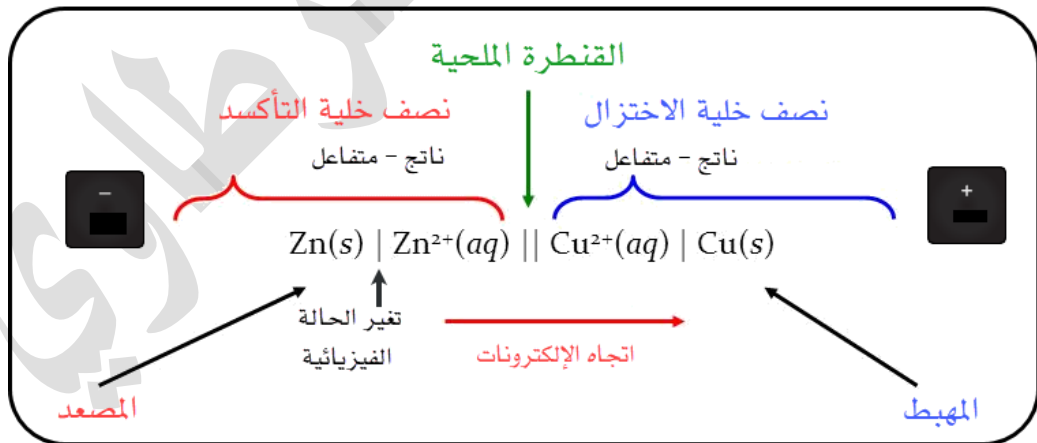 القنطرة الملحية
نصف خلية الاختزال
نصف خلية التأكسد
ناتج - متفاعل
ناتج - متفاعل
+
−
Zn(s) | Zn²⁺(aq) || Cu²⁺(aq) | Cu(s)
تغير الحالة
الفيزيائية
اتجاه الإلكترونات
المهبط
المصعد